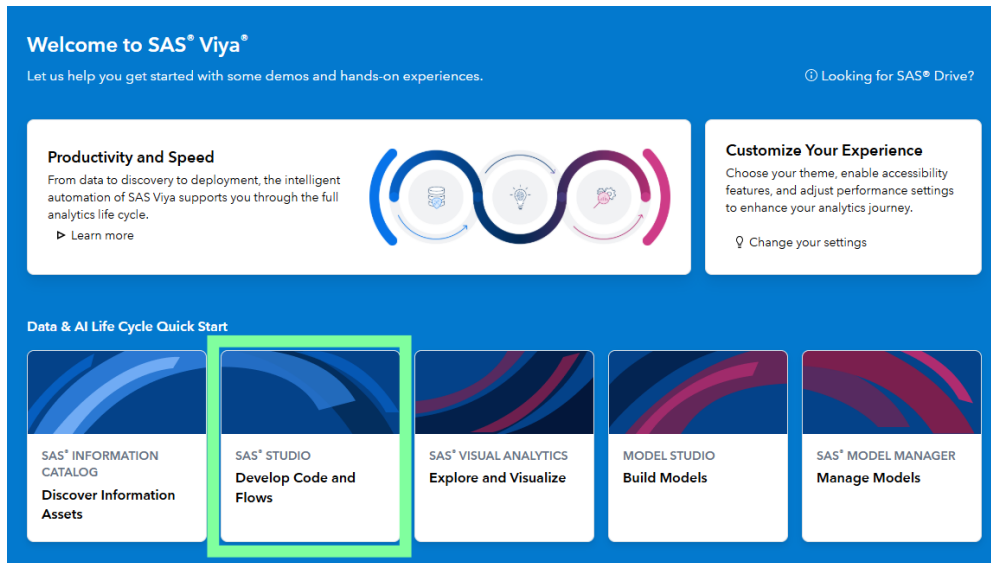 Welcome to SAS® Viya®
Let us help you get started with some demos and hands-on experiences.
Looking for SAS® Drive?
Productivity and Speed
From data to discovery to deployment, the intelligent
automation of SAS Viya supports you through the full
analytics life cycle.
Learn more
Customize Your Experience
Choose your theme, enable accessibility
features, and adjust performance settings
to enhance your analytics journey.
Change your settings
Data & AI Life Cycle Quick Start
SAS® INFORMATION
CATALOG
Discover Information
Assets
SAS® STUDIO
Develop Code and
Flows
SAS® VISUAL ANALYTICS
Explore and Visualize
MODEL STUDIO
Build Models
SAS® MODEL MANAGER
Manage Models